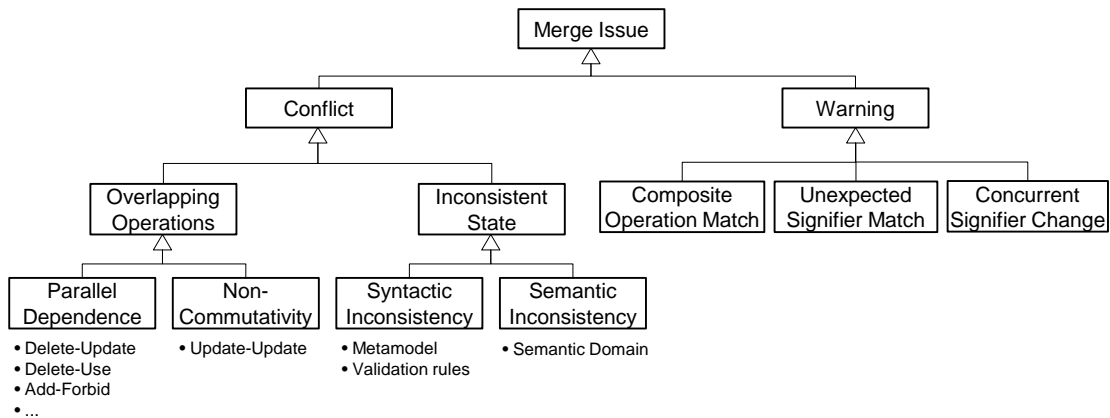 Merge Issue
Conflict
Warning
Overlapping
Operations
Inconsistent
State
Composite
Operation Match
Unexpected
Signifier Match
Concurrent
Signifier Change
Parallel
Dependence
Non-
Commutativity
Syntactic
Inconsistency
Semantic
Inconsistency
• Delete-Update
• Delete-Use
• Add-Forbid
• ...
• Update-Update
• Metamodel
• Validation rules
• Semantic Domain